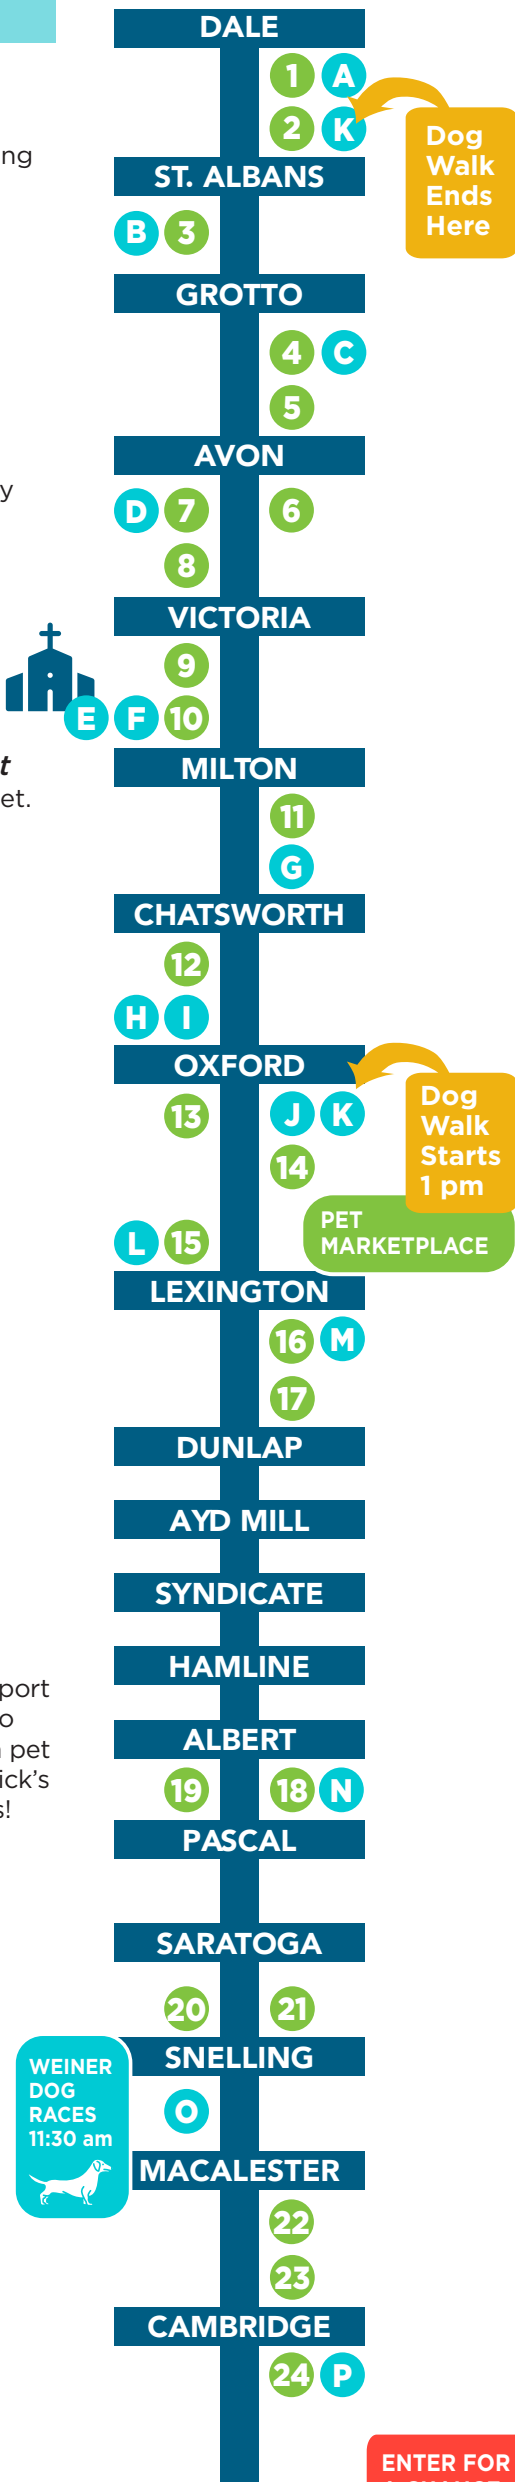 DALE
1 A
2 K
Dog
Walk
Ends
Here
ng
ST. ALBANS
B 3
GROTTO
4 C
5
AVON
y
D 7 6
8
VICTORIA
9
E F 10
t
et.
MILTON
11
G
CHATSWORTH
12
H I
OXFORD
13 J K
14
Dog
Walk
Starts
1 pm
PET
MARKETPLACE
L 15
LEXINGTON
16 M
17
DUNLAP
AYD MILL
SYNDICATE
HAMLINE
port
o
pet
ick's
s!
ALBERT
19 18 N
PASCAL
SARATOGA
20 21
SNELLING
WEINER
DOG
RACES
11:30 am
O
MACALESTER
22
23
CAMBRIDGE
24 P
ENTER FOR